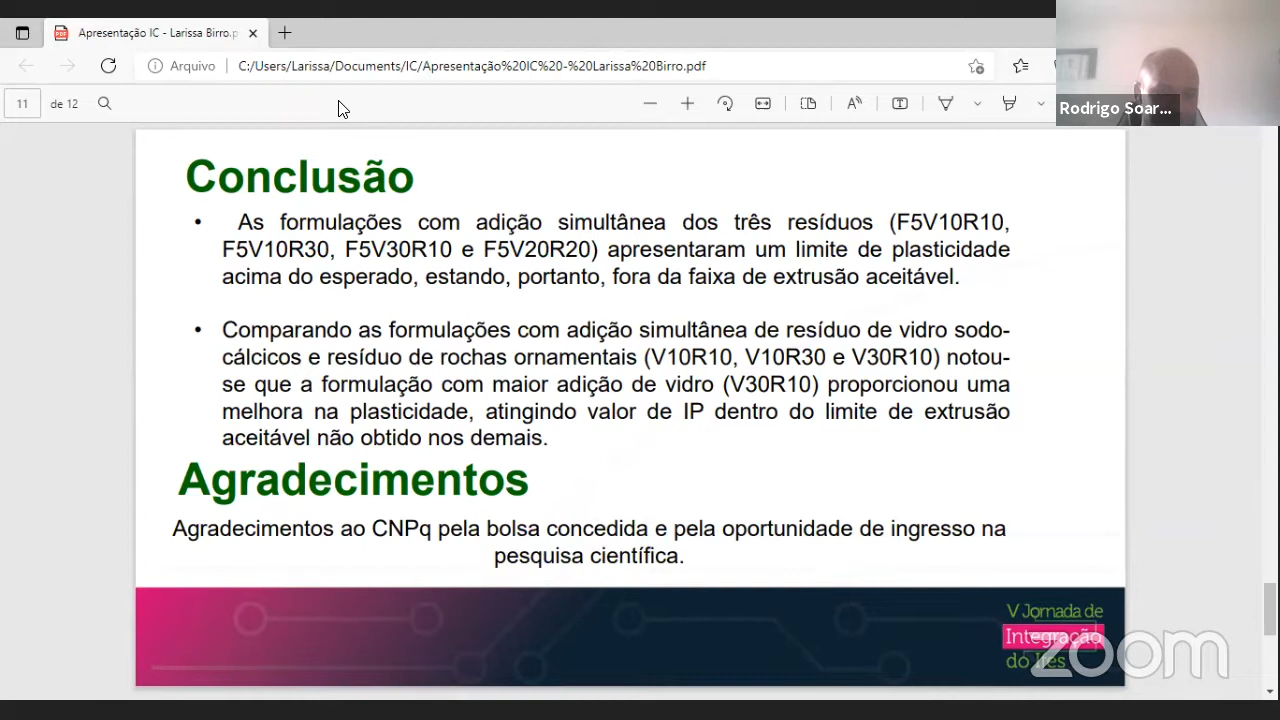 Apresentação IC - Larissa Birro.p
Arquivo
C:/Users/Larissa/Documents/IC/Apresentação%20IC%20-%20Larissa%20Birro.pdf
11 de 12
Rodrigo Soar...
Conclusão
• As formulações com adição simultânea dos três resíduos (F5V10R10,
F5V10R30, F5V30R10 e F5V20R20) apresentaram um limite de plasticidade
acima do esperado, estando, portanto, fora da faixa de extrusão aceitável.
• Comparando as formulações com adição simultânea de resíduo de vidro sodo-
cálcicos e resíduo de rochas ornamentais (V10R10, V10R30 e V30R10) notou-
se que a formulação com maior adição de vidro (V30R10) proporcionou uma
melhora na plasticidade, atingindo valor de IP dentro do limite de extrusão
aceitável não obtido nos demais.
Agradecimentos
Agradecimentos ao CNPq pela bolsa concedida e pela oportunidade de ingresso na
pesquisa científica.
V Jornada de
Integração
do Ifes
zoom